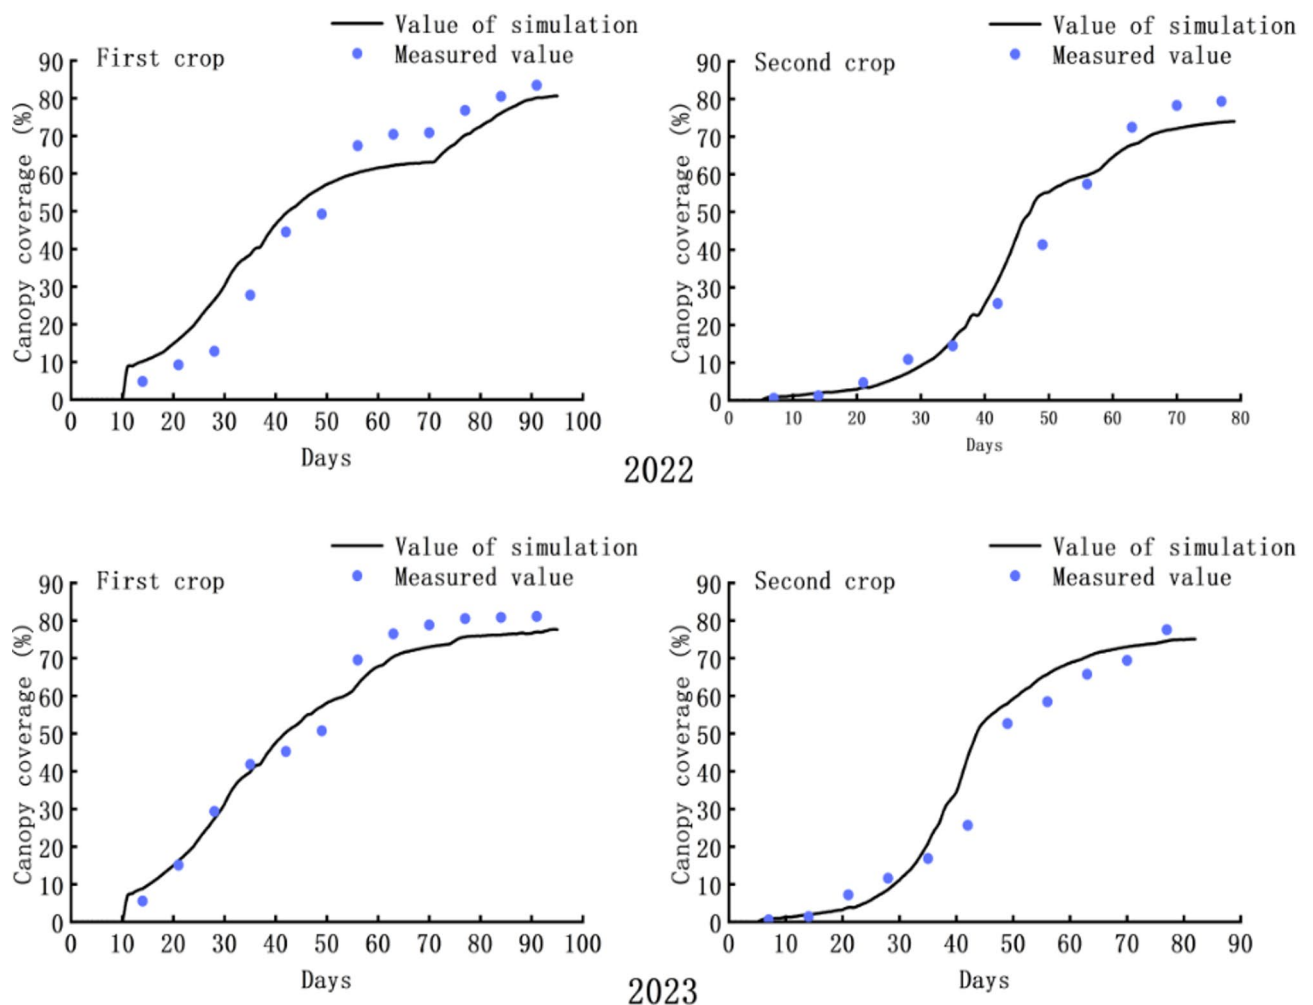 Value of simulation
Measured value
First crop
Canopy coverage (%)
90
80
70
60
50
40
30
20
10
0
0 10 20 30 40 50 60 70 80 90 100
Days
Value of simulation
Measured value
Second crop
Canopy coverage (%)
90
80
70
60
50
40
30
20
10
0
0 10 20 30 40 50 60 70 80
Days
2022
Value of simulation
Measured value
First crop
Canopy coverage (%)
90
80
70
60
50
40
30
20
10
0
0 10 20 30 40 50 60 70 80 90 100
Days
Value of simulation
Measured value
Second crop
Canopy coverage (%)
90
80
70
60
50
40
30
20
10
0
0 10 20 30 40 50 60 70 80 90
Days
2023